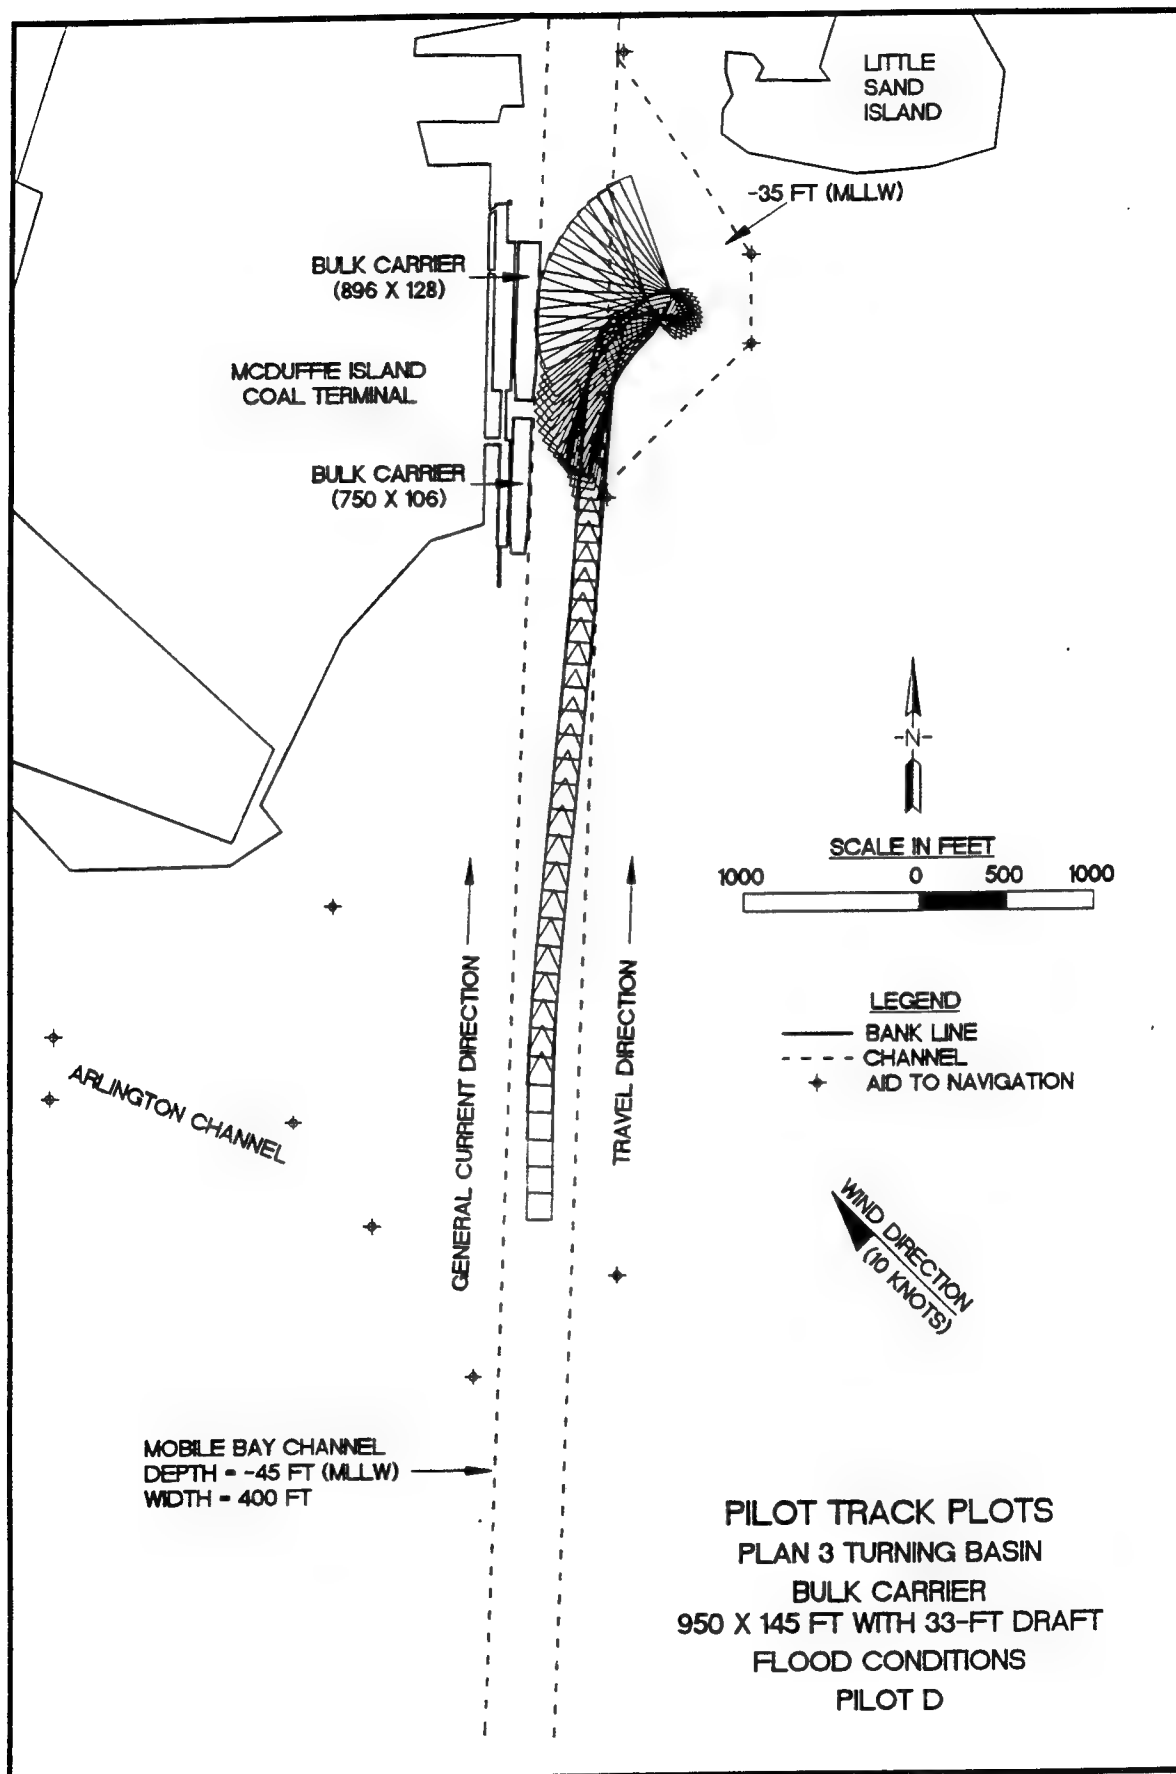 LITTLE
SAND
ISLAND
-35 FT (MLLW)
BULK CARRIER
(896 X 128)
MCDUFFIE ISLAND
COAL TERMINAL
BULK CARRIER
(750 X 106)
-N-
SCALE IN FEET
1000 0 500 1000
GENERAL CURRENT DIRECTION
TRAVEL DIRECTION
LEGEND
BANK LINE
CHANNEL
AID TO NAVIGATION
ARLINGTON CHANNEL
WIND DIRECTION
(10 KNOTS)
MOBILE BAY CHANNEL
DEPTH = -45 FT (MLLW)
WIDTH = 400 FT
PILOT TRACK PLOTS
PLAN 3 TURNING BASIN
BULK CARRIER
950 X 145 FT WITH 33-FT DRAFT
FLOOD CONDITIONS
PILOT D